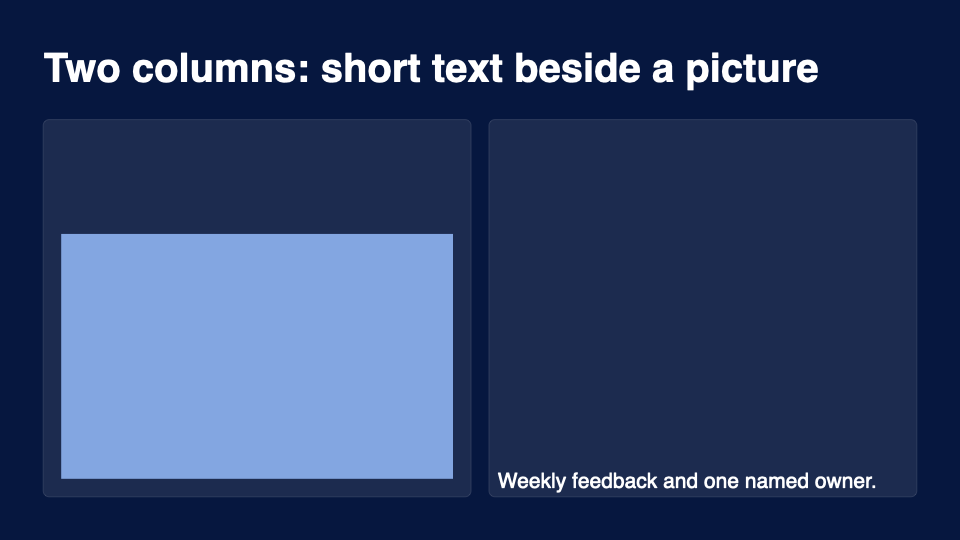 Two columns: short text beside a picture
Weekly feedback and one named owner.